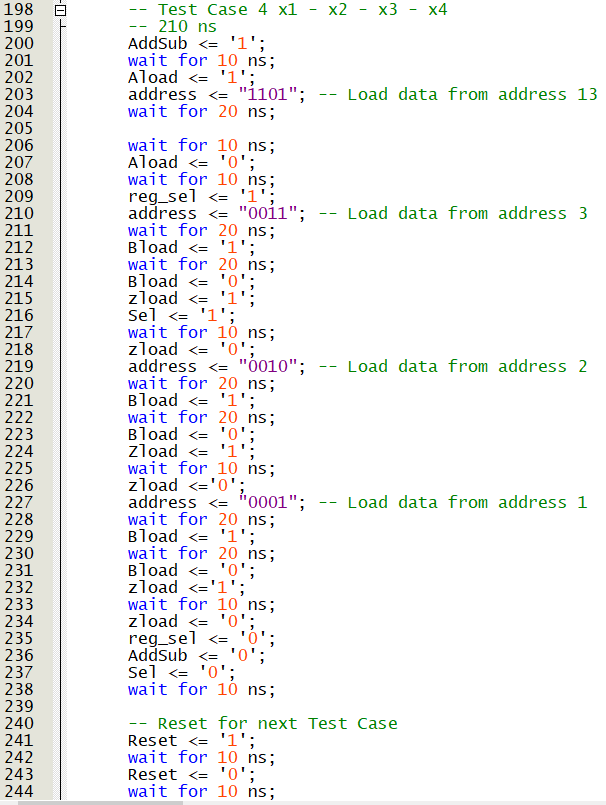 198 -- Test Case 4 x1 - x2 - x3 - x4
199 -- 210 ns
200 AddSub <= '1';
201 wait for 10 ns;
202 Aload <= '1';
203 address <= "1101"; -- Load data from address 13
204 wait for 20 ns;
205
206 wait for 10 ns;
207 Aload <= '0';
208 wait for 10 ns;
209 reg_sel <= '1';
210 address <= "0011"; -- Load data from address 3
211 wait for 20 ns;
212 Bload <= '1';
213 wait for 20 ns;
214 Bload <= '0';
215 zload <= '1';
216 Sel <= '1';
217 wait for 10 ns;
218 zload <= '0';
219 address <= "0010"; -- Load data from address 2
220 wait for 20 ns;
221 Bload <= '1';
222 wait for 20 ns;
223 Bload <= '0';
224 Zload <= '1';
225 wait for 10 ns;
226 zload <='0';
227 address <= "0001"; -- Load data from address 1
228 wait for 20 ns;
229 Bload <= '1';
230 wait for 20 ns;
231 Bload <= '0';
232 zload <='1';
233 wait for 10 ns;
234 zload <= '0';
235 reg_sel <= '0';
236 AddSub <= '0';
237 Sel <= '0';
238 wait for 10 ns;
239
240 -- Reset for next Test Case
241 Reset <= '1';
242 wait for 10 ns;
243 Reset <= '0';
244 wait for 10 ns;